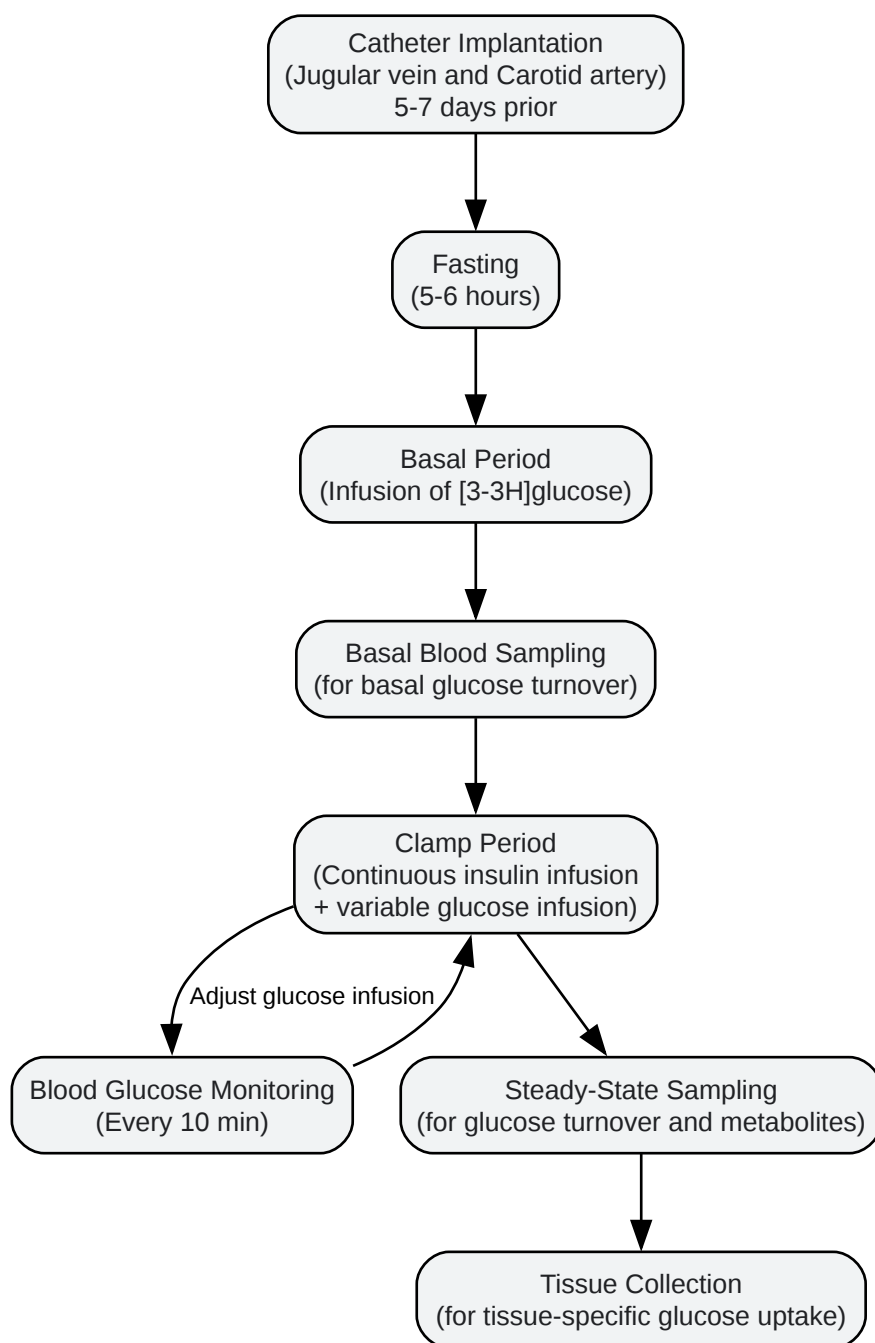 Catheter Implantation
(Jugular vein and Carotid artery)
5-7 days prior
Fasting
(5-6 hours)
Basal Period
(Infusion of [3-3H]glucose)
Basal Blood Sampling
(for basal glucose turnover)
Clamp Period
(Continuous insulin infusion
+ variable glucose infusion)
Adjust glucose infusion
Blood Glucose Monitoring
(Every 10 min)
Steady-State Sampling
(for glucose turnover and metabolites)
Tissue Collection
(for tissue-specific glucose uptake)